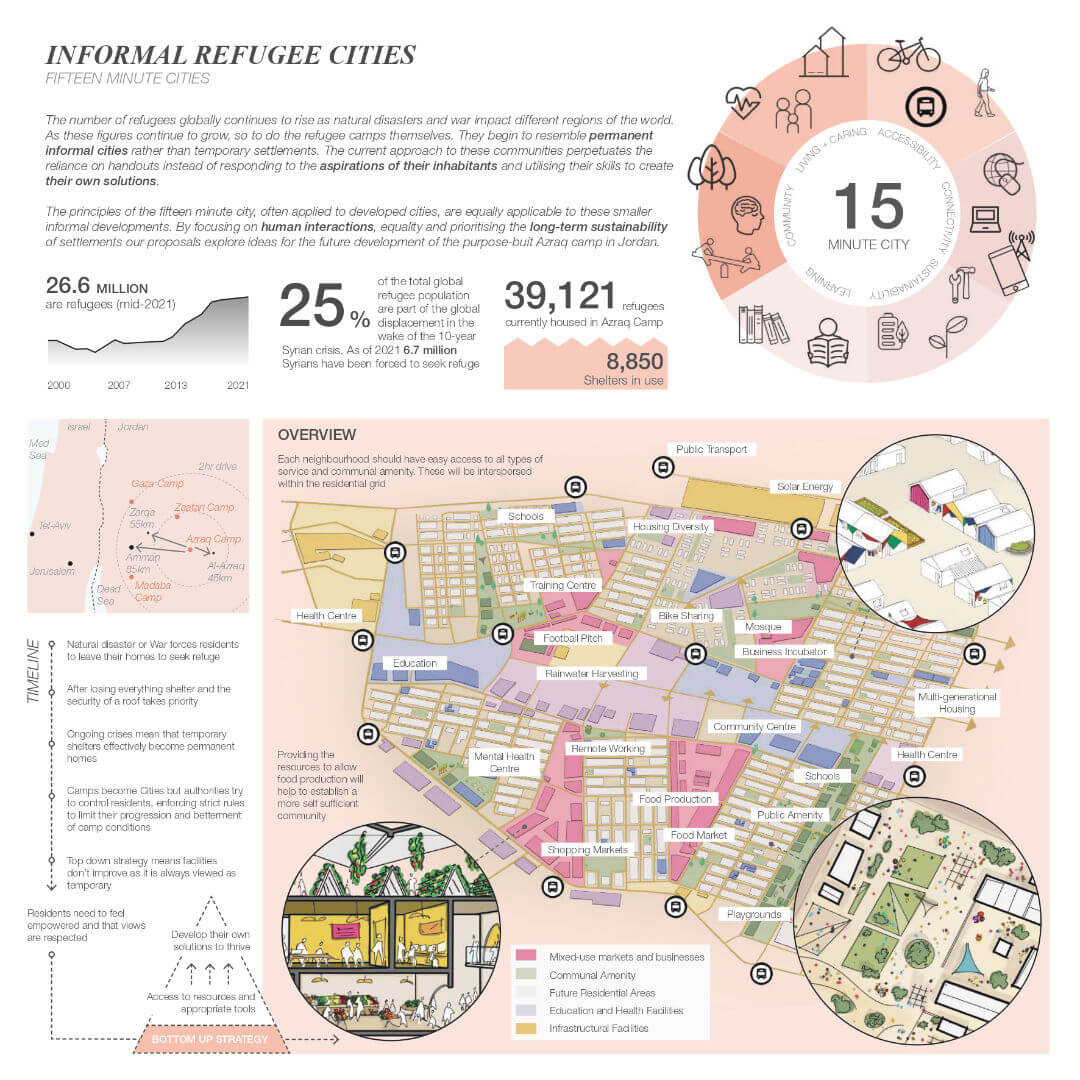 INFORMAL REFUGEE CITIES
FIFTEEN MINUTE CITIES
The number of refugees globally continues to rise as natural disasters and war impact different regions of the world.
As these figures continue to grow, so to do the refugee camps themselves. They begin to resemble permanent
informal cities rather than temporary settlements. The current approach to these communities perpetuates the
reliance on handouts instead of responding to the aspirations of their inhabitants and utilising their skills to create
their own solutions.
The principles of the fifteen minute city, often applied to developed cities, are equally applicable to these smaller
informal developments. By focusing on human interactions, equality and prioritising the long-term sustainability
of settlements our proposals explore ideas for the future development of the purpose-buit Azraq camp in Jordan.
26.6 MILLION
are refugees (mid-2021)
2000
2007
2013
2021
25 %
of the total global
refugee population
are part of the global
displacement in the
wake of the 10-year
Syrian crisis. As of 2021 6.7 million
Syrians have been forced to seek refuge
39,121 refugees
currently housed in Azraq Camp
8,850
Shelters in use
LIVING + CARING
ACCESSIBILITY
CONNECTIVITY
SUSTAINABILITY
LEARNING
COMMUNITY
15
MINUTE CITY
Israel
Jordan
Med
Sea
2hr drive
Gaza Camp
Zaatari Camp
Zarqa
55km
Tel-Aviv
Azraq Camp
Amman
85km
Al-Azraq
45km
Jerusalem
Dead
Sea
Madaba
Camp
TIMELINE
Natural disaster or War forces residents
to leave their homes to seek refuge
After losing everything shelter and the
security of a roof takes priority
Ongoing crises mean that temporary
shelters effectively become permanent
homes
Camps become Cities but authorities try
to control residents, enforcing strict rules
to limit their progression and betterment
of camp conditions
Top down strategy means facilities
don't improve as it is always viewed as
temporary
Residents need to feel
empowered and that views
are respected
Develop their own
solutions to thrive
Access to resources and
appropriate tools
BOTTOM UP STRATEGY
OVERVIEW
Each neighbourhood should have easy access to all types of
service and communal amenity. These will be interspersed
within the residential grid
Public Transport
Solar Energy
Schools
Housing Diversity
Training Centre
Health Centre
Bike Sharing
Mosque
Football Pitch
Business Incubator
Education
Rainwater Harvesting
Multi-generational
Housing
Community Centre
Remote Working
Mental Health
Centre
Health Centre
Schools
Food Production
Public Amenity
Food Market
Shopping Markets
Playgrounds
Providing the
resources to allow
food production will
help to establish a
more self sufficient
community
Mixed-use markets and businesses
Communal Amenity
Future Residential Areas
Education and Health Facilities
Infrastructural Facilities